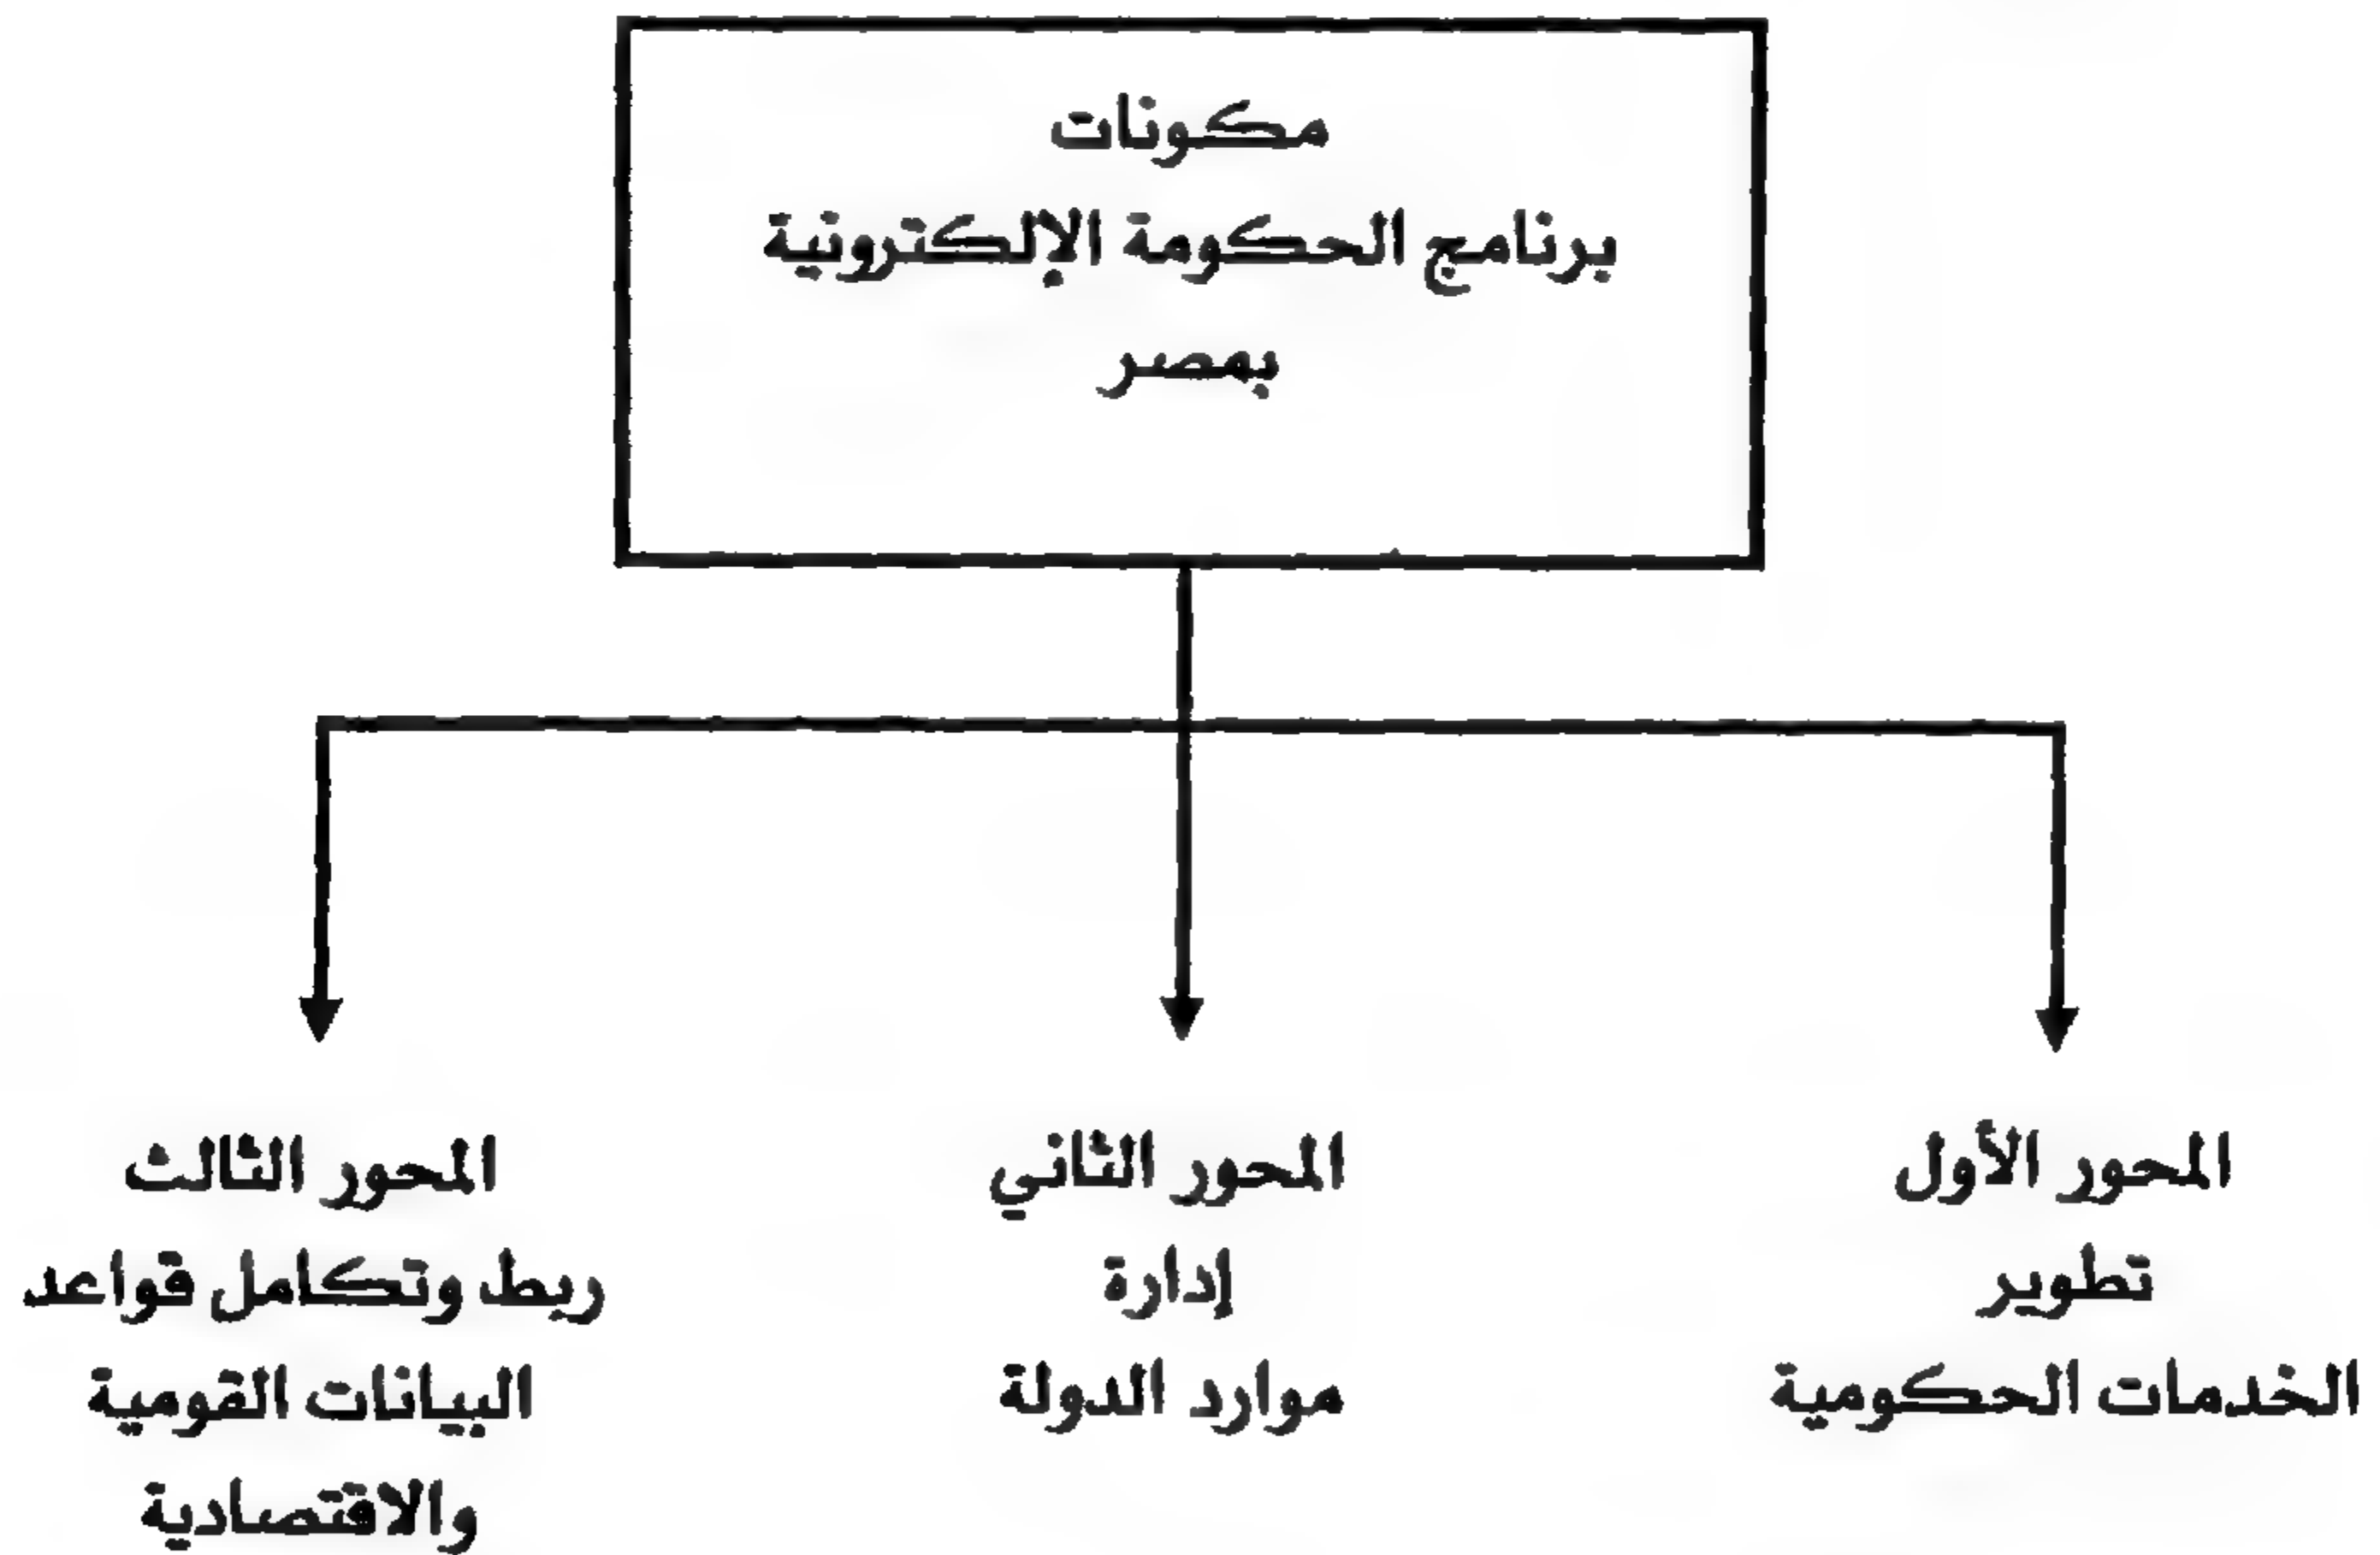 مكونات
برنامج الحكومة الإلكترونية
بمصر
المحور الأول
تطوير
الخدمات الحكومية
المحور الثاني
إدارة
موارد الدولة
المحور الثالث
ربط وتكامل قواعد
البيانات القومية
والاقتصادية